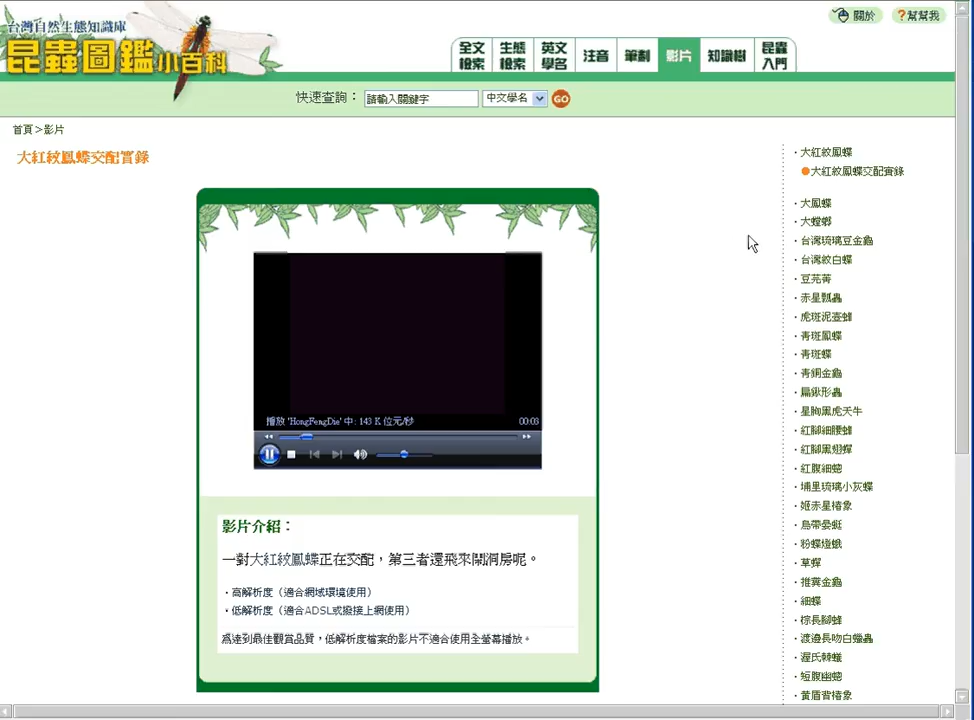 關於
?幫幫我
台灣自然生態知識庫
昆蟲圖鑑小百科
全文檢索
生態檢索
英文學名
注音
筆劃
影片
知識樹
昆蟲入門
快速查詢：
請輸入關鍵字
中文學名
GO
首頁 > 影片
大紅紋鳳蝶交配實錄
播放 'HongFengDie' 中: 143 K 位元/秒
00:03
影片介紹：
一對大紅紋鳳蝶正在交配，第三者還飛來鬧洞房呢。
‧高解析度（適合網域環境使用）
‧低解析度（適合ADSL或撥接上網使用）
為達到最佳觀賞品質，低解析度檔案的影片不適合使用全螢幕播放。
‧大紅紋鳳蝶
大紅紋鳳蝶交配實錄
‧大鳳蝶
‧大螳螂
‧台灣琉璃豆金龜
‧台灣紋白蝶
‧豆芫菁
‧赤星瓢蟲
‧虎斑泥壺蜂
‧青斑鳳蝶
‧青斑蝶
‧青銅金龜
‧扁鍬形蟲
‧星胸黑虎天牛
‧紅腳細腰蜂
‧紅腳黑翅蟬
‧紅腹細蟌
‧埔里琉璃小灰蝶
‧姬赤星椿象
‧烏帶晏蜓
‧粉蝶燈蛾
‧草蟬
‧推糞金龜
‧細蝶
‧棕長腳蜂
‧渡邊長吻白蠟蟲
‧渥氏棘蟻
‧短腹幽蟌
‧黃盾背椿象